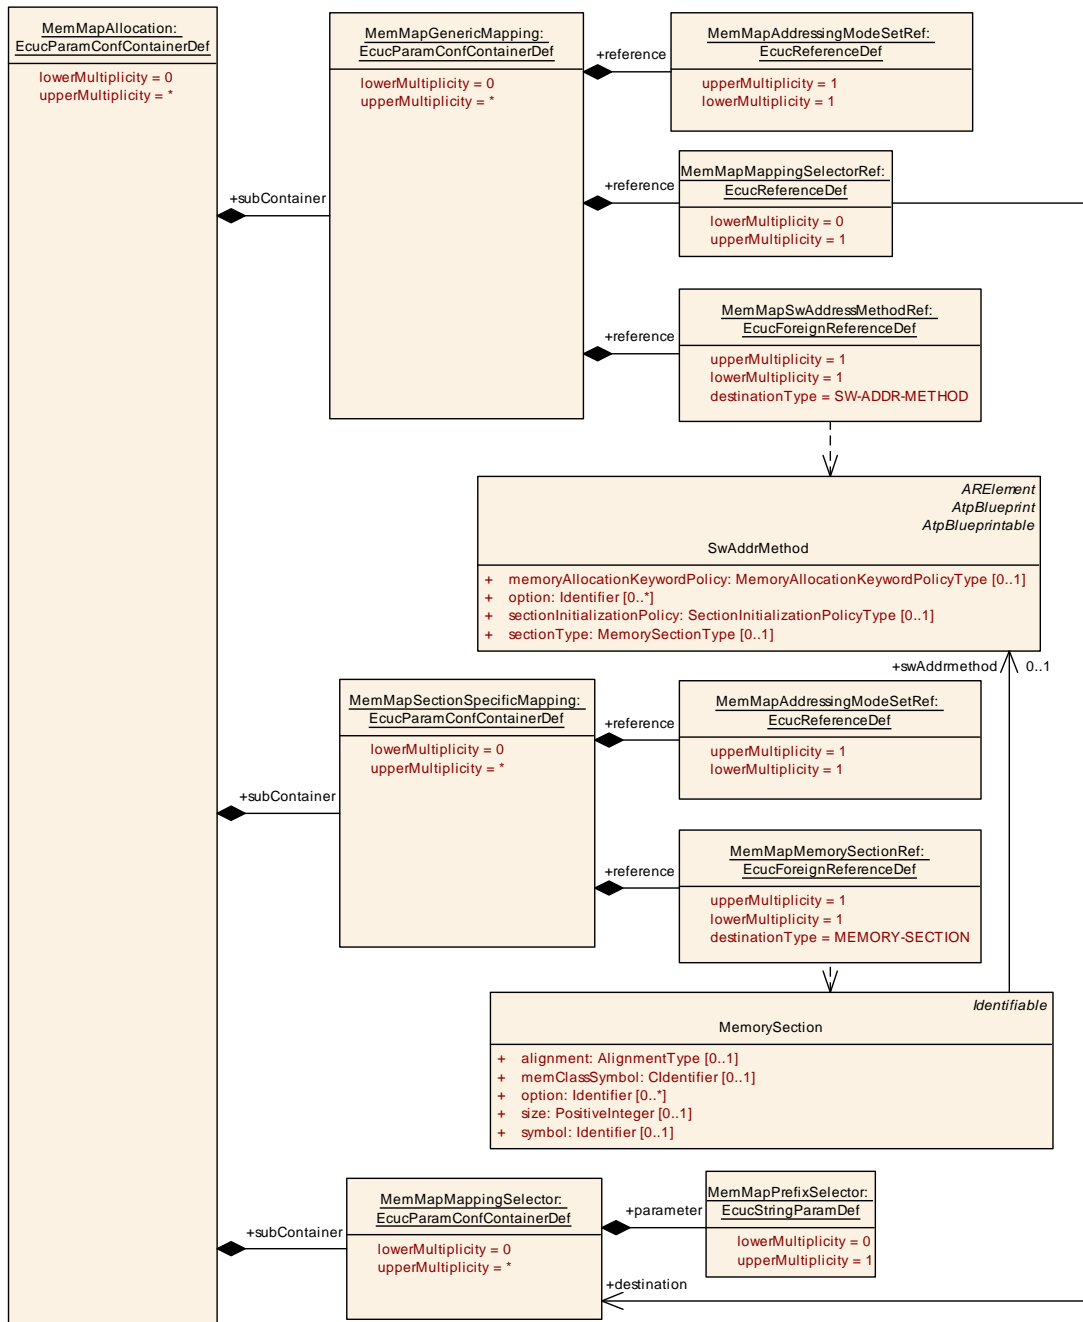 MemMapAllocation:
EcucParamConfContainerDef
lowerMultiplicity = 0
upperMultiplicity = *
+subContainer
MemMapGenericMapping:
EcucParamConfContainerDef
lowerMultiplicity = 0
upperMultiplicity = *
+reference
MemMapAddressingModeSetRef:
EcucReferenceDef
upperMultiplicity = 1
lowerMultiplicity = 1
+reference
MemMapMappingSelectorRef:
EcucReferenceDef
lowerMultiplicity = 0
upperMultiplicity = 1
+reference
MemMapSwAddressMethodRef:
EcucForeignReferenceDef
upperMultiplicity = 1
lowerMultiplicity = 1
destinationType = SW-ADDR-METHOD
ARElement
AtpBlueprint
AtpBlueprintable
SwAddrMethod
+ memoryAllocationKeywordPolicy: MemoryAllocationKeywordPolicyType [0..1]
+ option: Identifier [0..*]
+ sectionInitializationPolicy: SectionInitializationPolicyType [0..1]
+ sectionType: MemorySectionType [0..1]
+swAddrmethod 0..1
+subContainer
MemMapSectionSpecificMapping:
EcucParamConfContainerDef
lowerMultiplicity = 0
upperMultiplicity = *
+reference
MemMapAddressingModeSetRef:
EcucReferenceDef
upperMultiplicity = 1
lowerMultiplicity = 1
+reference
MemMapMemorySectionRef:
EcucForeignReferenceDef
upperMultiplicity = 1
lowerMultiplicity = 1
destinationType = MEMORY-SECTION
Identifiable
MemorySection
+ alignment: AlignmentType [0..1]
+ memClassSymbol: CIdentifier [0..1]
+ option: Identifier [0..*]
+ size: PositiveInteger [0..1]
+ symbol: Identifier [0..1]
+subContainer
MemMapMappingSelector:
EcucParamConfContainerDef
lowerMultiplicity = 0
upperMultiplicity = *
+parameter
MemMapPrefixSelector:
EcucStringParamDef
lowerMultiplicity = 0
upperMultiplicity = 1
+destination